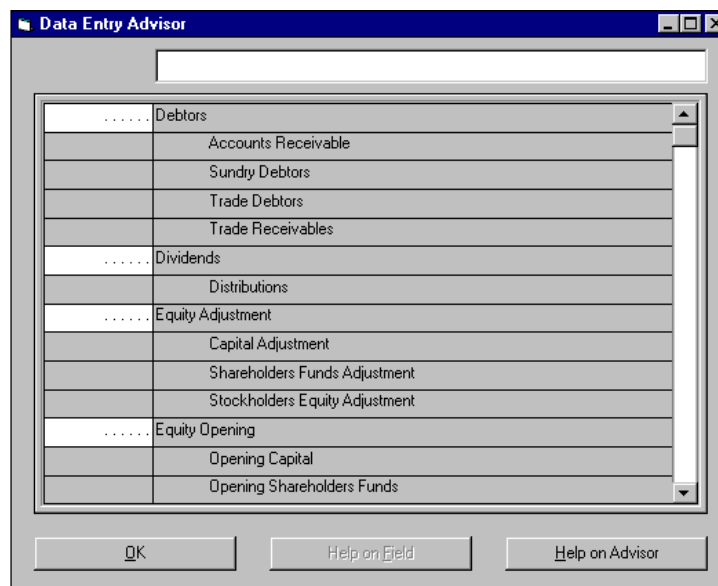 Data Entry Advisor
. . . . . . Debtors
Accounts Receivable
Sundry Debtors
Trade Debtors
Trade Receivables
. . . . . . Dividends
Distributions
. . . . . . Equity Adjustment
Capital Adjustment
Shareholders Funds Adjustment
Stockholders Equity Adjustment
. . . . . . Equity Opening
Opening Capital
Opening Shareholders Funds
OK Help on Field Help on Advisor